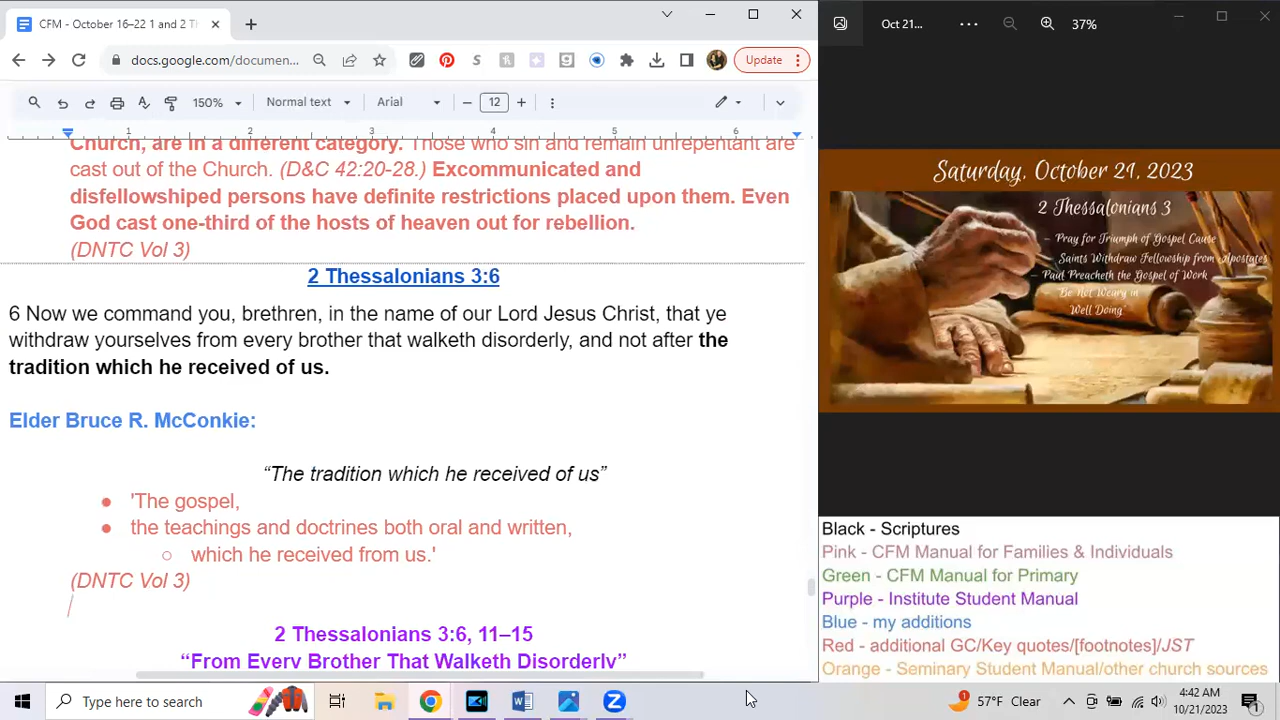 CFM - October 16–22 1 and 2 Th
docs.google.com/documen...
Update
150%
Normal text
Arial
12
1 2 3 4 5 6
Church, are in a different category. Those who sin and remain unrepentant are
cast out of the Church. (D&C 42:20-28.) Excommunicated and
disfellowshiped persons have definite restrictions placed upon them. Even
God cast one-third of the hosts of heaven out for rebellion.
(DNTC Vol 3)
2 Thessalonians 3:6
6 Now we command you, brethren, in the name of our Lord Jesus Christ, that ye
withdraw yourselves from every brother that walketh disorderly, and not after the
tradition which he received of us.
Elder Bruce R. McConkie:
“The tradition which he received of us”
● 'The gospel,
● the teachings and doctrines both oral and written,
○ which he received from us.'
(DNTC Vol 3)
2 Thessalonians 3:6, 11–15
“From Every Brother That Walketh Disorderly”
Oct 21...
37%
Saturday, October 21, 2023
2 Thessalonians 3
- Pray for Triumph of Gospel Cause
Saints Withdraw Fellowship from Apostates
- Paul Preacheth the Gospel of Work
- "Be Not Weary in
Well Doing"
Black - Scriptures
Pink - CFM Manual for Families & Individuals
Green - CFM Manual for Primary
Purple - Institute Student Manual
Blue - my additions
Red - additional GC/Key quotes/[footnotes]/JST
Orange - Seminary Student Manual/other church sources
Type here to search
1
57°F Clear
4:42 AM
10/21/2023
1